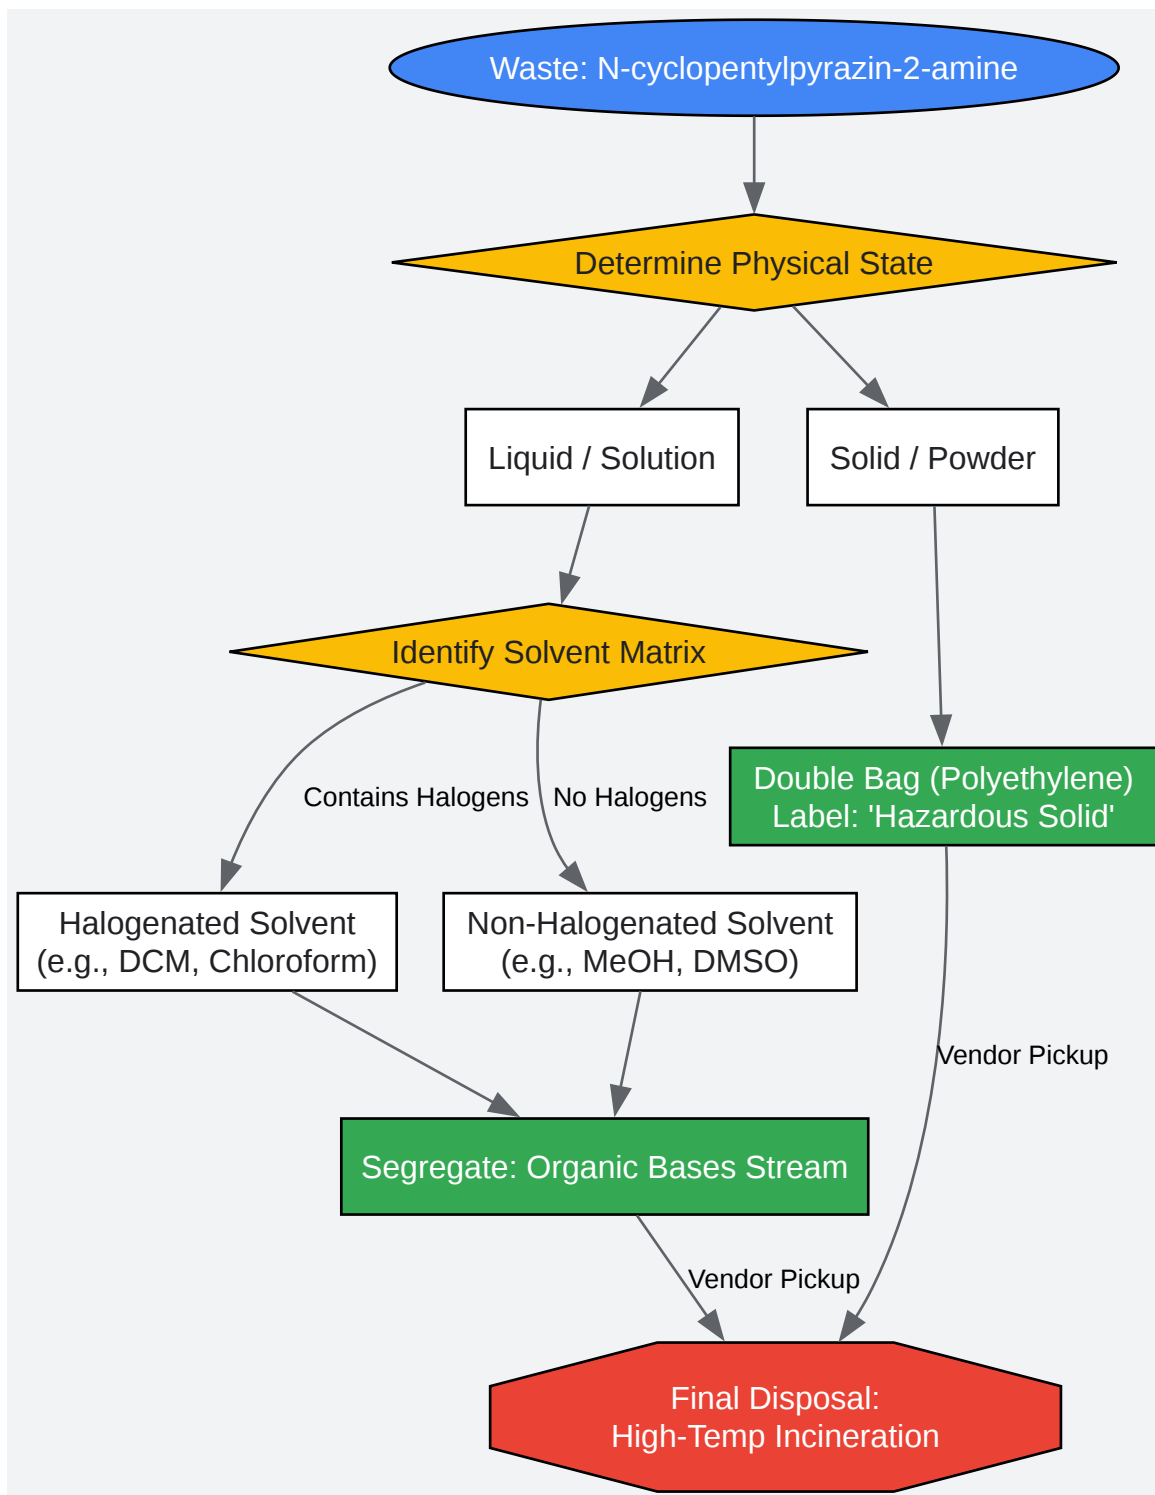 Waste: N-cyclopentylpyrazin-2-amine
Determine Physical State
Liquid / Solution
Solid / Powder
Identify Solvent Matrix
Double Bag (Polyethylene)
Label: 'Hazardous Solid'
Contains Halogens
No Halogens
Halogenated Solvent
(e.g., DCM, Chloroform)
Non-Halogenated Solvent
(e.g., MeOH, DMSO)
Vendor Pickup
Segregate: Organic Bases Stream
Vendor Pickup
Final Disposal:
High-Temp Incineration